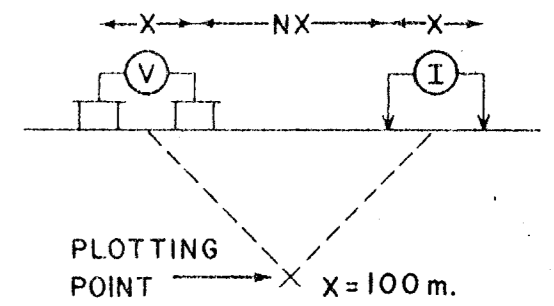 X NX X
V I
PLOTTING
POINT X = 100 m.